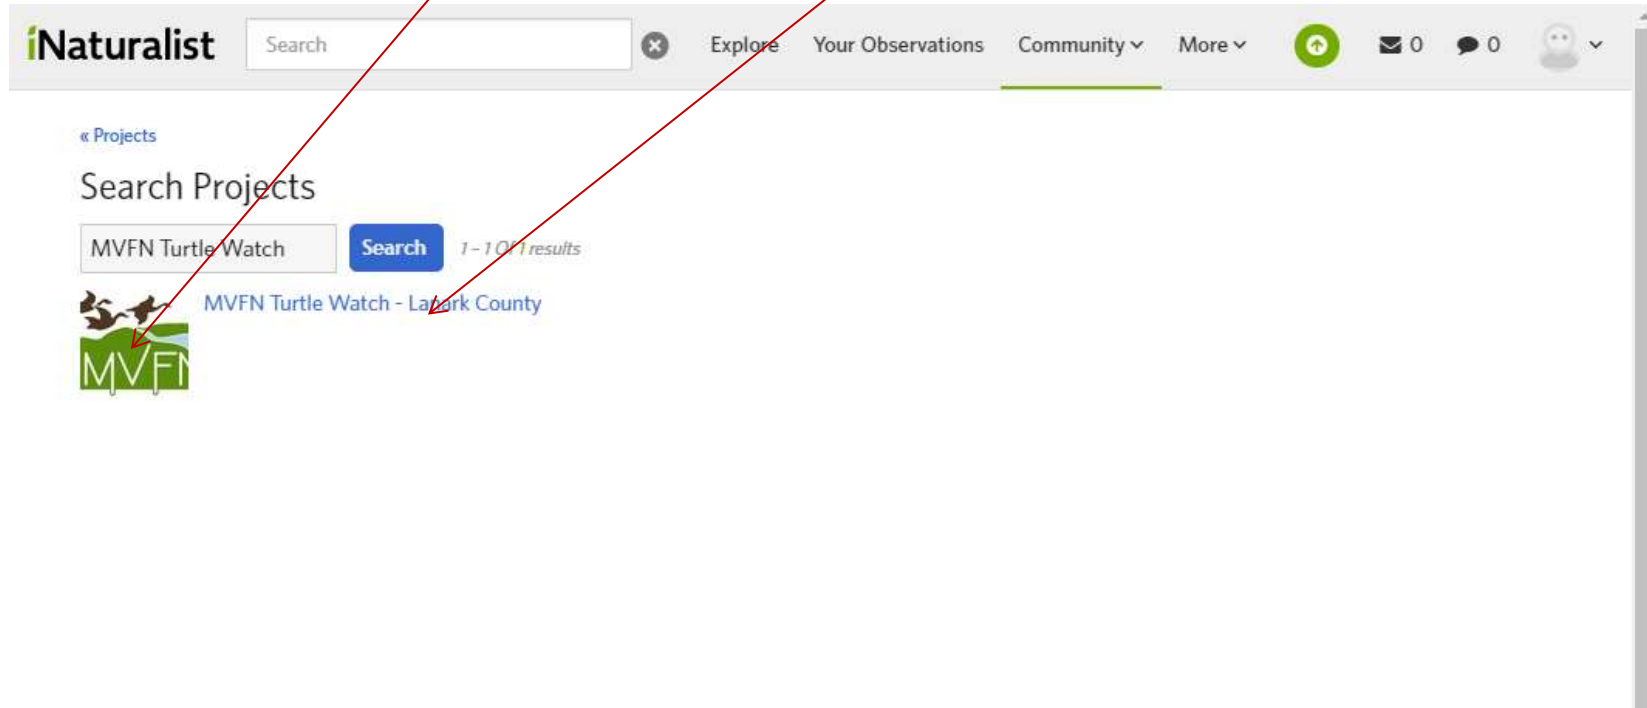 iNaturalist Search Explore Your Observations Community More 0 0
« Projects
Search Projects
MVFN Turtle Watch Search 1 – 1 Of 1 results
MVFN Turtle Watch - Lanark County
MVFN